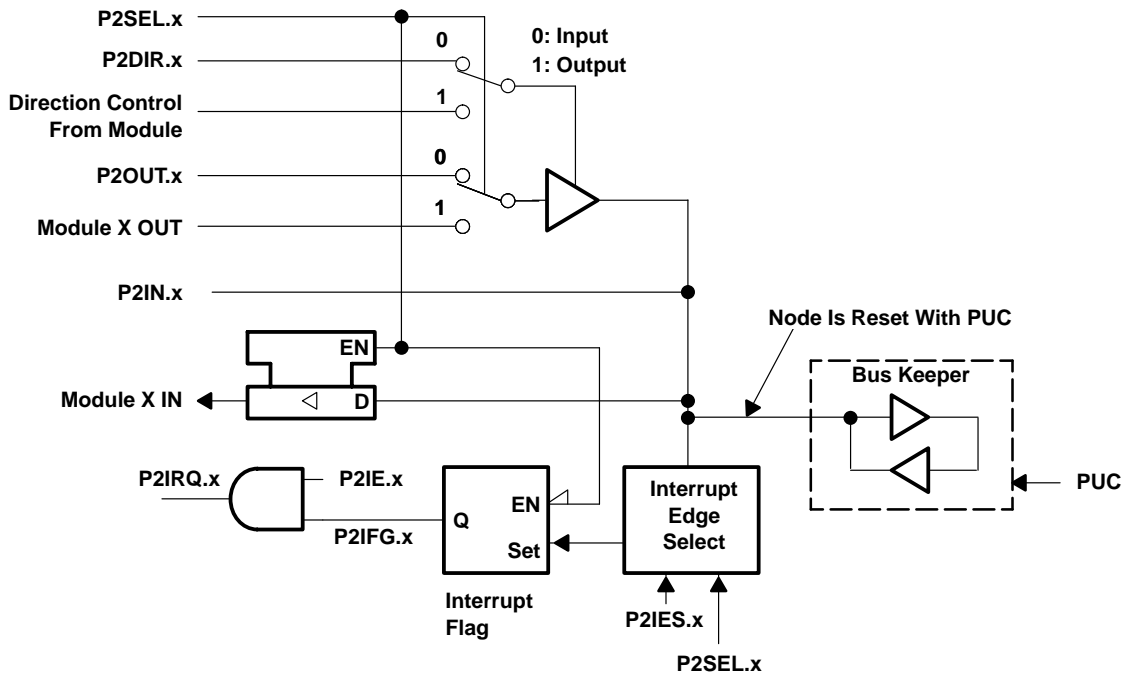 P2SEL.x
0
0: Input
1: Output
P2DIR.x
Direction Control
From Module
1
0
P2OUT.x
1
Module X OUT
P2IN.x
Node Is Reset With PUC
EN
Bus Keeper
Module X IN
D
P2IRQ.x
P2IE.x
P2IFG.x
Q
EN
Set
Interrupt
Edge
Select
PUC
Interrupt
Flag
P2IES.x
P2SEL.x